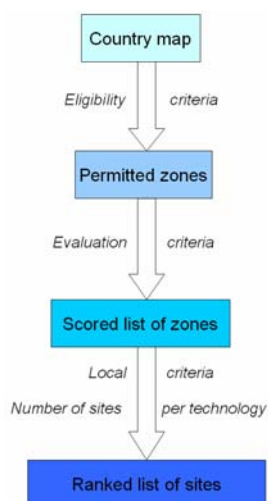 Country map
Eligibility criteria
Permitted zones
Evaluation criteria
Scored list of zones
Local criteria
Number of sites per technology
Ranked list of sites